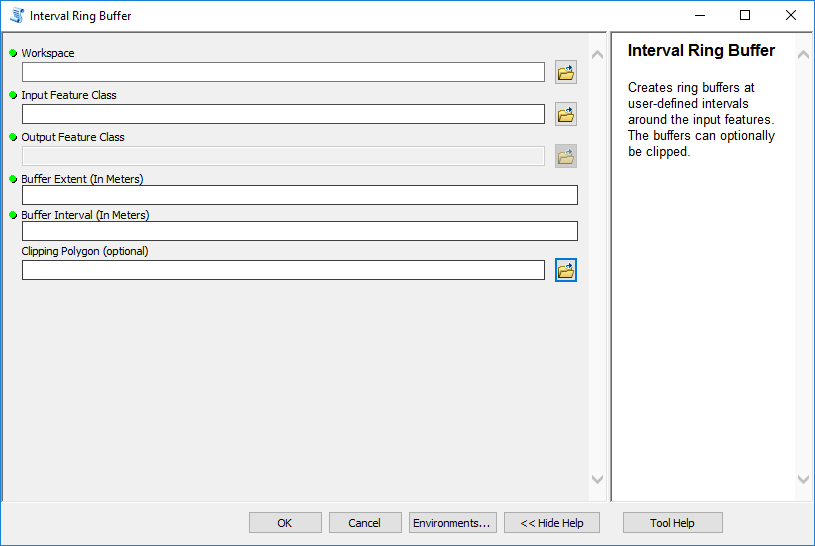 Interval Ring Buffer
Workspace
Input Feature Class
Output Feature Class
Buffer Extent (In Meters)
Buffer Interval (In Meters)
Clipping Polygon (optional)
Interval Ring Buffer
Creates ring buffers at
user-defined intervals
around the input features.
The buffers can optionally
be clipped.
OK
Cancel
Environments...
<< Hide Help
Tool Help